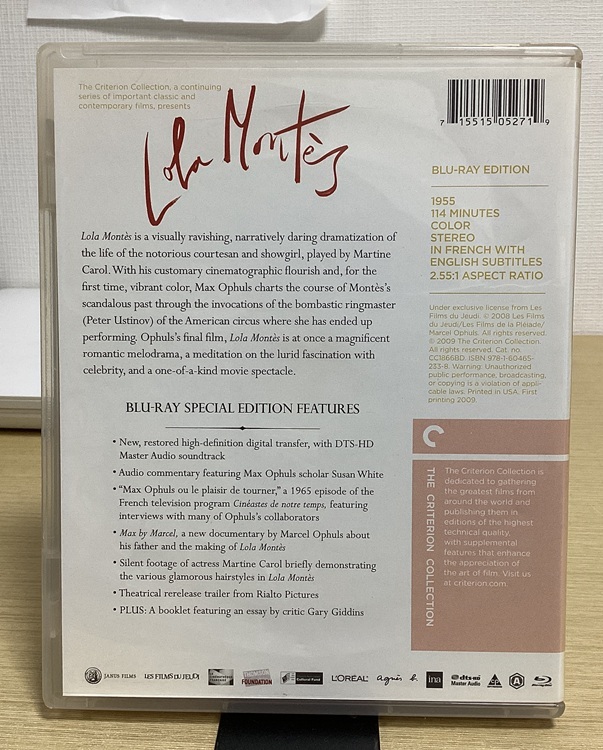 The Criterion Collection, a continuing
series of important classic and
contemporary films, presents
Lola Montès
7 15515 05271 9
BLU-RAY EDITION
1955
114 MINUTES
COLOR
STEREO
IN FRENCH WITH
ENGLISH SUBTITLES
2.55:1 ASPECT RATIO
Lola Montès is a visually ravishing, narratively daring dramatization of
the life of the notorious courtesan and showgirl, played by Martine
Carol. With his customary cinematographic flourish and, for the
first time, vibrant color, Max Ophuls charts the course of Montès's
scandalous past through the invocations of the bombastic ringmaster
(Peter Ustinov) of the American circus where she has ended up
performing. Ophuls's final film, Lola Montès is at once a magnificent
romantic melodrama, a meditation on the lurid fascination with
celebrity, and a one-of-a-kind movie spectacle.
Under exclusive license from Les
Films du Jeudi. © 2008 Les Films
du Jeudi/Les Films de la Pléiade/
Marcel Ophuls. All rights reserved.
© 2009 The Criterion Collection.
All rights reserved. Cat. no.
CC1866BD. ISBN 978-1-60465-
233-8. Warning: Unauthorized
public performance, broadcasting,
or copying is a violation of appli-
cable laws. Printed in USA. First
printing 2009.
BLU-RAY SPECIAL EDITION FEATURES
• New, restored high-definition digital transfer, with DTS-HD
Master Audio soundtrack
• Audio commentary featuring Max Ophuls scholar Susan White
• "Max Ophuls ou le plaisir de tourner," a 1965 episode of the
French television program Cinéastes de notre temps, featuring
interviews with many of Ophuls's collaborators
• Max by Marcel, a new documentary by Marcel Ophuls about
his father and the making of Lola Montès
• Silent footage of actress Martine Carol briefly demonstrating
the various glamorous hairstyles in Lola Montès
• Theatrical rerelease trailer from Rialto Pictures
• PLUS: A booklet featuring an essay by critic Gary Giddins
THE CRITERION COLLECTION
The Criterion Collection is
dedicated to gathering
the greatest films from
around the world and
publishing them in
editions of the highest
technical quality,
with supplemental
features that enhance
the appreciation of
the art of film. Visit us
at criterion.com
JANUS FILMS
LES FILMS DU JEUDI
FOUNDATION
Cultural Fund
L'ORÉAL
agnès b.
ina
dts-HD
Master Audio
Blu-ray